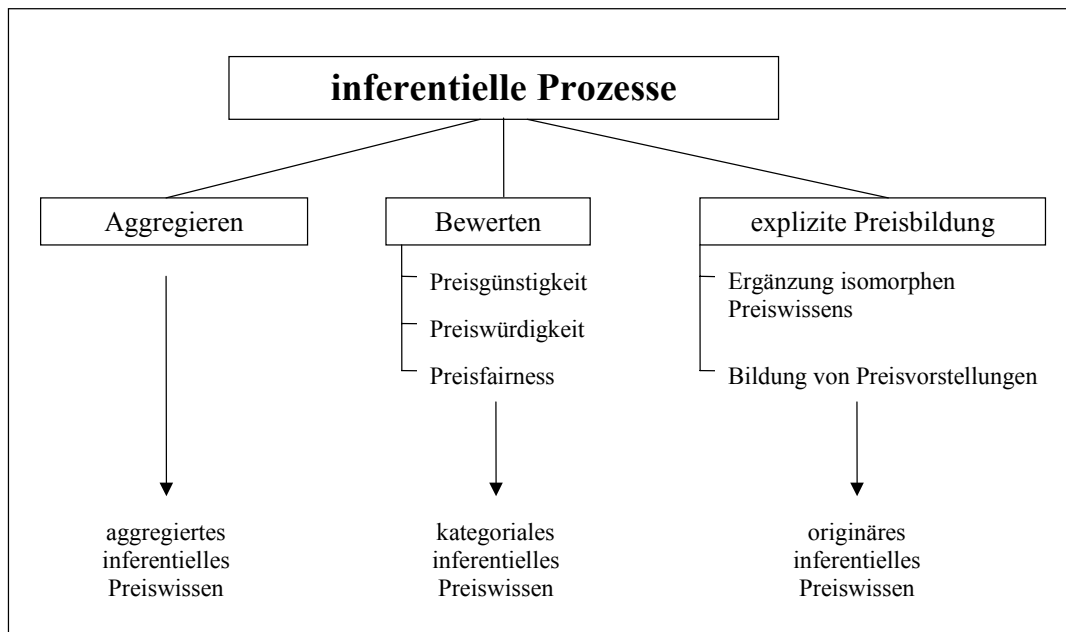 inferentielle Prozesse
Aggregieren
Bewerten
explizite Preisbildung
Preisgünstigkeit
Preiswürdigkeit
Preisfairness
Ergänzung isomorphen
Preiswissens
Bildung von Preisvorstellungen
aggregiertes
inferentielles
Preiswissen
kategoriales
inferentielles
Preiswissen
originäres
inferentielles
Preiswissen